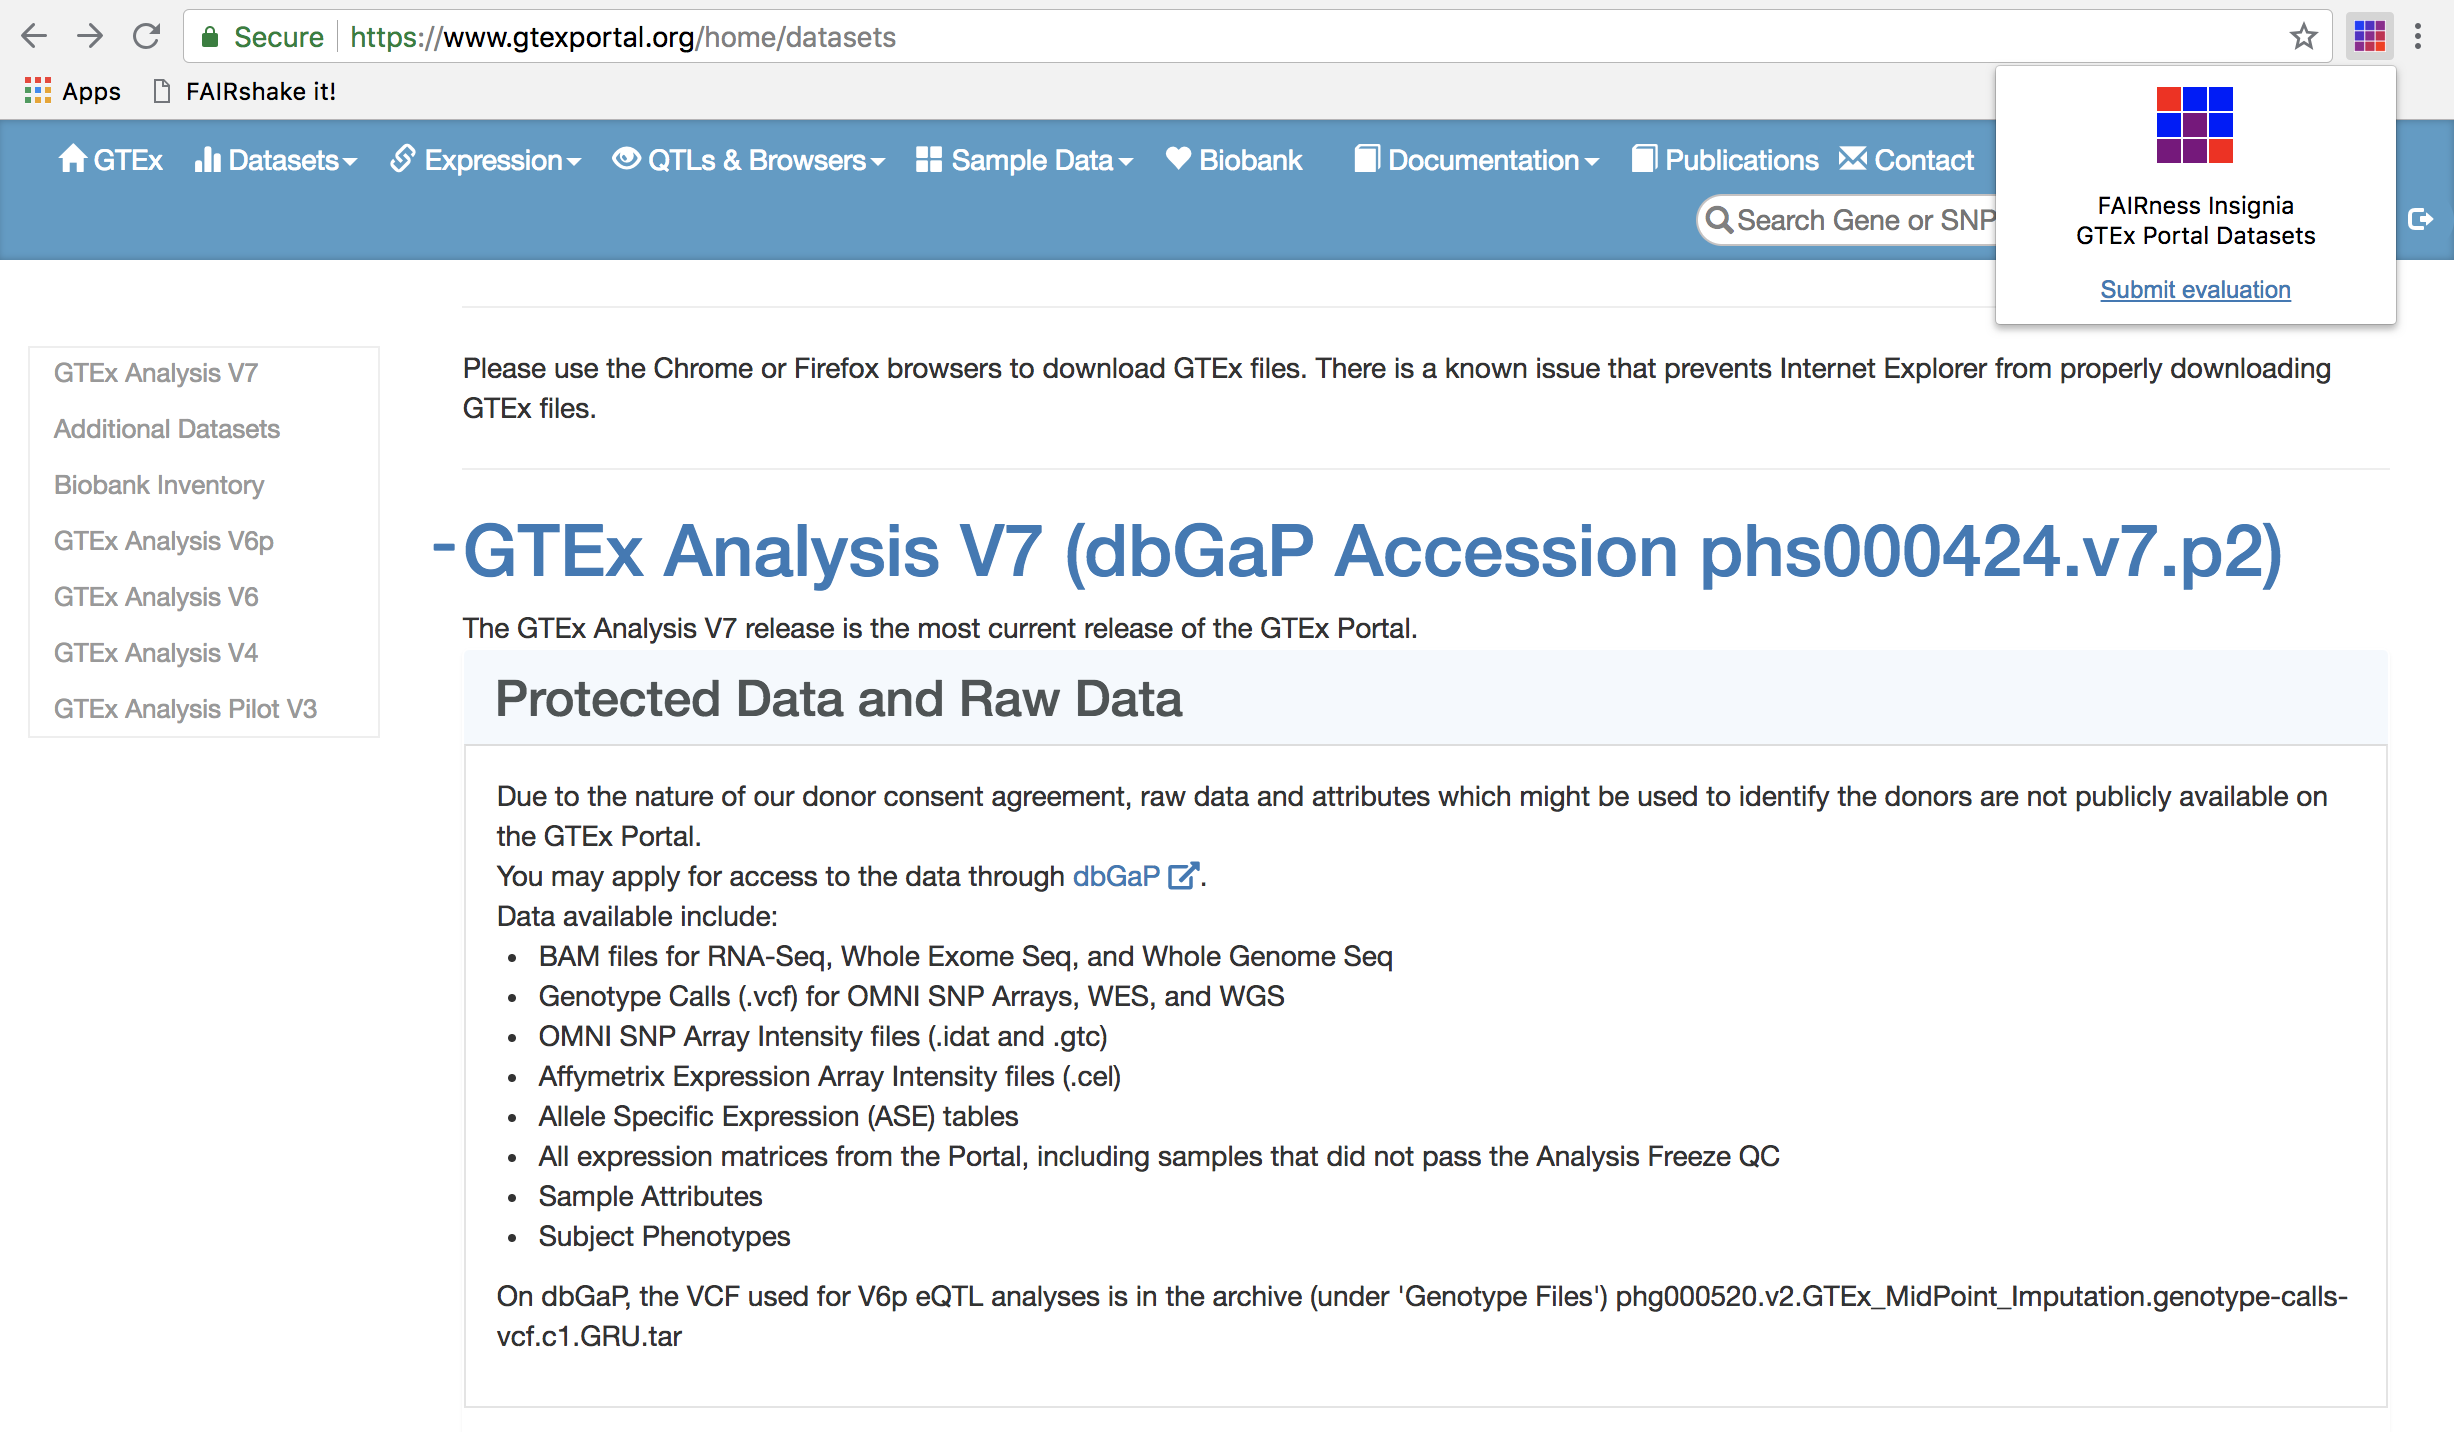 Secure https://www.gtexportal.org/home/datasets
Apps FAIRshake it!
GTEx Datasets Expression QTLs & Browsers Sample Data Biobank Documentation Publications Contact
Search Gene or SNP
FAIRness Insignia
GTEx Portal Datasets
Submit evaluation
GTEx Analysis V7
Additional Datasets
Biobank Inventory
GTEx Analysis V6p
GTEx Analysis V6
GTEx Analysis V4
GTEx Analysis Pilot V3
Please use the Chrome or Firefox browsers to download GTEx files. There is a known issue that prevents Internet Explorer from properly downloading
GTEx files.
-GTEx Analysis V7 (dbGaP Accession phs000424.v7.p2)
The GTEx Analysis V7 release is the most current release of the GTEx Portal.
Protected Data and Raw Data
Due to the nature of our donor consent agreement, raw data and attributes which might be used to identify the donors are not publicly available on
the GTEx Portal.
You may apply for access to the data through dbGaP .
Data available include:
• BAM files for RNA-Seq, Whole Exome Seq, and Whole Genome Seq
• Genotype Calls (.vcf) for OMNI SNP Arrays, WES, and WGS
• OMNI SNP Array Intensity files (.idat and .gtc)
• Affymetrix Expression Array Intensity files (.cel)
• Allele Specific Expression (ASE) tables
• All expression matrices from the Portal, including samples that did not pass the Analysis Freeze QC
• Sample Attributes
• Subject Phenotypes
On dbGaP, the VCF used for V6p eQTL analyses is in the archive (under 'Genotype Files') phg000520.v2.GTEx_MidPoint_Imputation.genotype-calls-
vcf.c1.GRU.tar